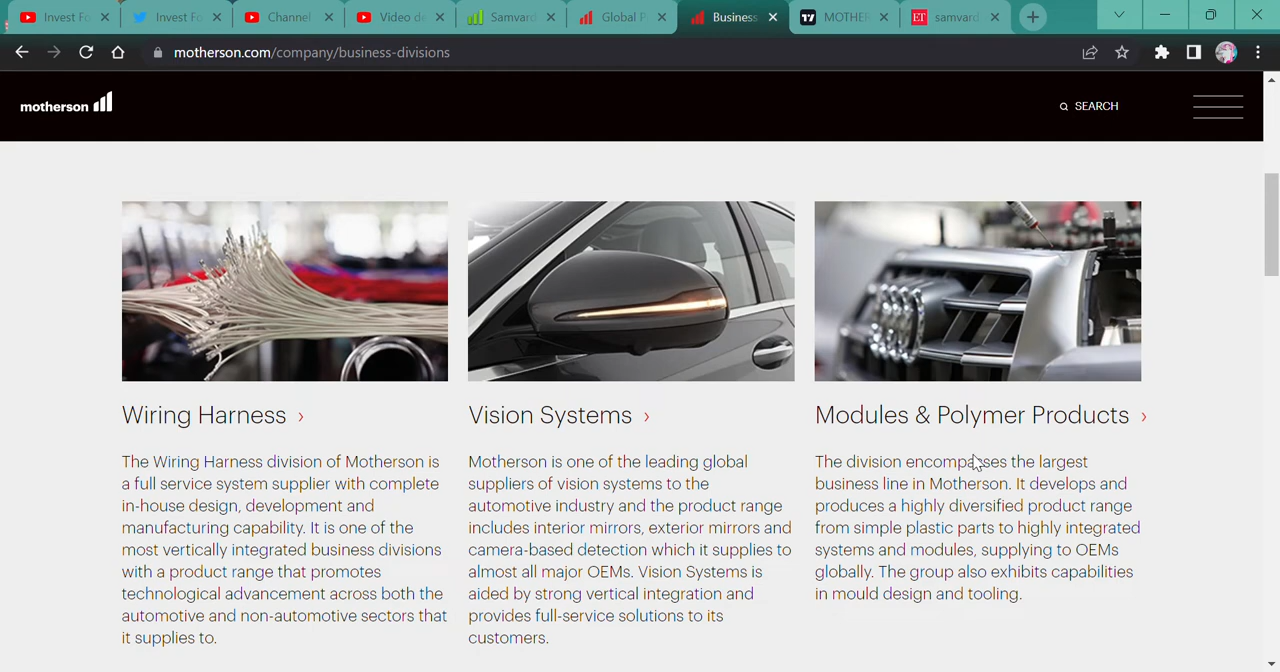 Invest Fo
Invest Fo
Channel
Video de
Samvard
Global P
Business
MOTHER
samvard
motherson.com/company/business-divisions
motherson
SEARCH
Wiring Harness
The Wiring Harness division of Motherson is
a full service system supplier with complete
in-house design, development and
manufacturing capability. It is one of the
most vertically integrated business divisions
with a product range that promotes
technological advancement across both the
automotive and non-automotive sectors that
it supplies to.
Vision Systems
Motherson is one of the leading global
suppliers of vision systems to the
automotive industry and the product range
includes interior mirrors, exterior mirrors and
camera-based detection which it supplies to
almost all major OEMs. Vision Systems is
aided by strong vertical integration and
provides full-service solutions to its
customers.
Modules & Polymer Products
The division encompasses the largest
business line in Motherson. It develops and
produces a highly diversified product range
from simple plastic parts to highly integrated
systems and modules, supplying to OEMs
globally. The group also exhibits capabilities
in mould design and tooling.